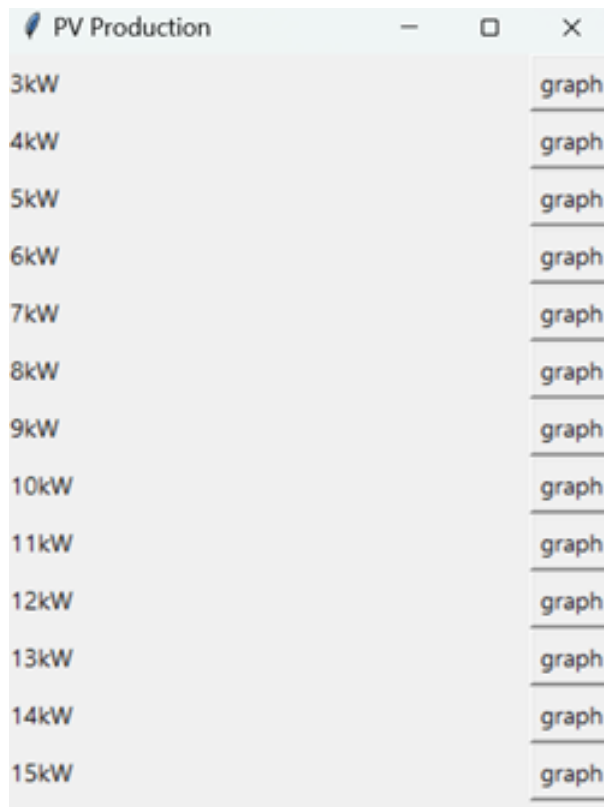 PV Production
3kW graph
4kW graph
5kW graph
6kW graph
7kW graph
8kW graph
9kW graph
10kW graph
11kW graph
12kW graph
13kW graph
14kW graph
15kW graph